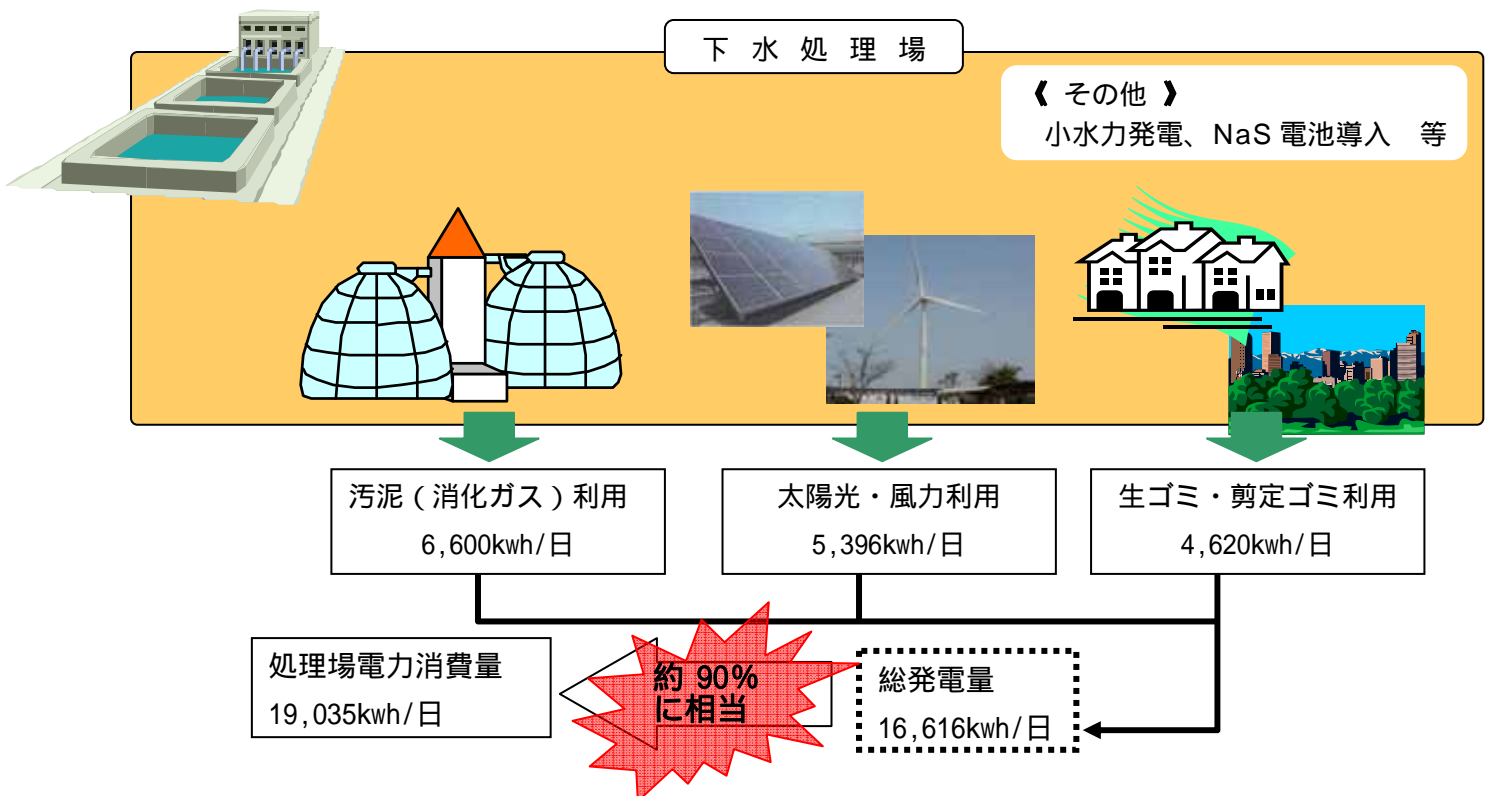 下 水 処 理 場
《 その他 》
小水力発電、NaS 電池導入　等
汚泥（消化ガス）利用
6,600kwh/日
太陽光・風力利用
5,396kwh/日
生ゴミ・剪定ゴミ利用
4,620kwh/日
処理場電力消費量
19,035kwh/日
約 90%
に相当
総発電量
16,616kwh/日